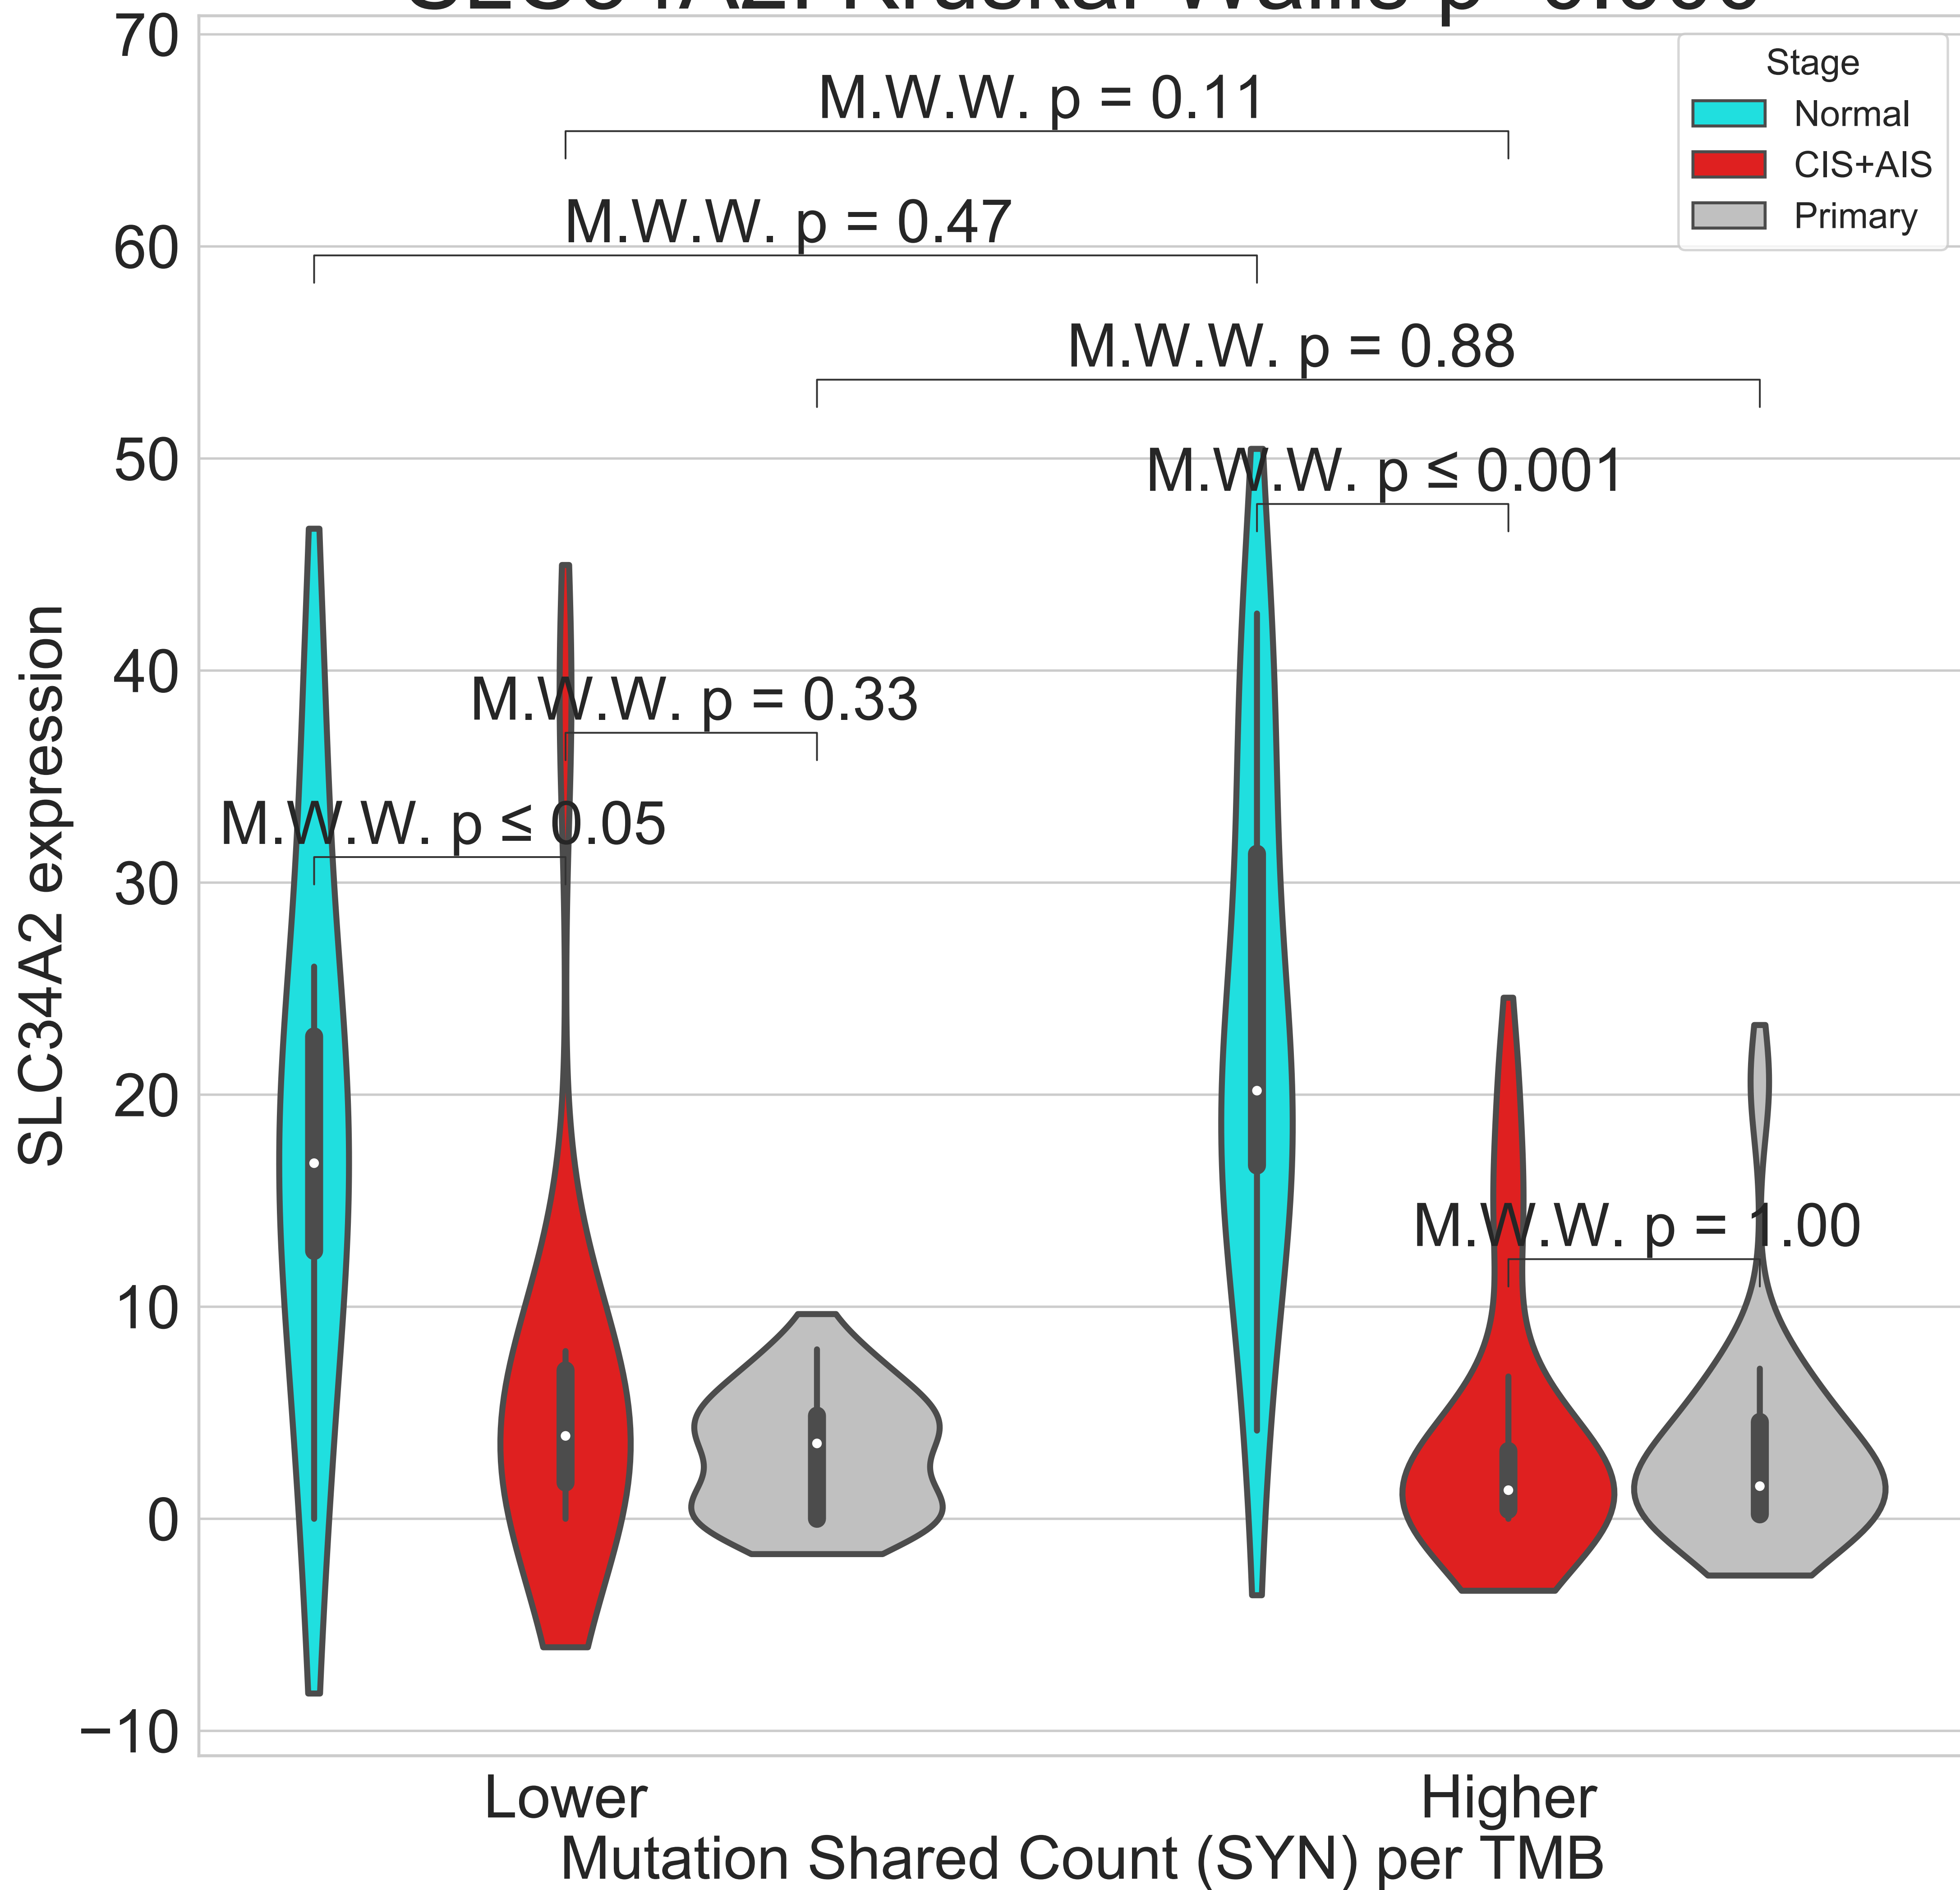 70
60
50
40
30
20
10
0
−10
SLC34A2 expression
M.W.W. p = 0.11
M.W.W. p = 0.47
M.W.W. p = 0.88
M.W.W. p ≤ 0.001
M.W.W. p = 0.33
M.W.W. p ≤ 0.05
M.W.W. p = 1.00
Stage
Normal
CIS+AIS
Primary
Lower
Higher
Mutation Shared Count (SYN) per TMB